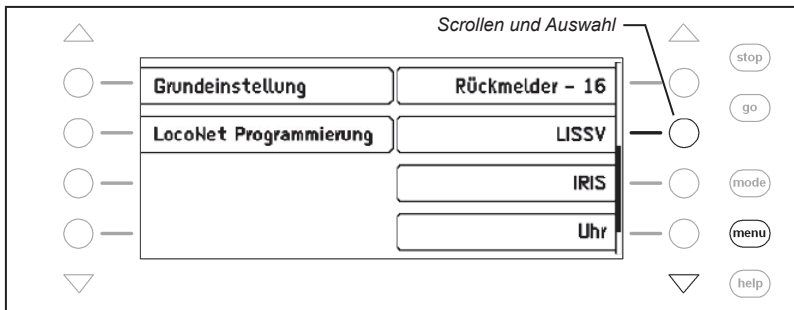 Scrollen und Auswahl
stop
Grundeinstellung
Rückmelder - 16
go
LocoNet Programmierung
LISSV
IRIS
mode
Uhr
menu
help